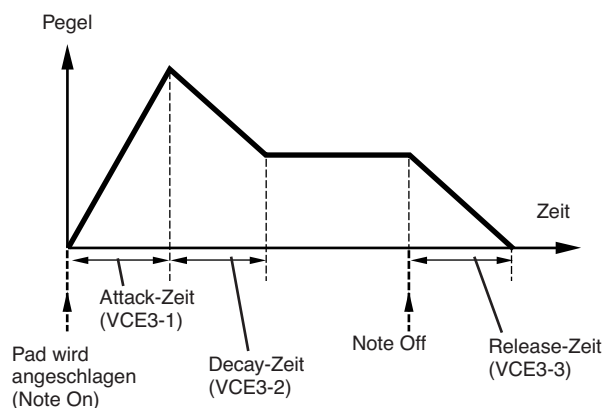 Pegel
Zeit
Attack-Zeit
(VCE3-1)
Decay-Zeit
(VCE3-2)
Note Off
Release-Zeit
(VCE3-3)
Pad wird
angeschlagen
(Note On)